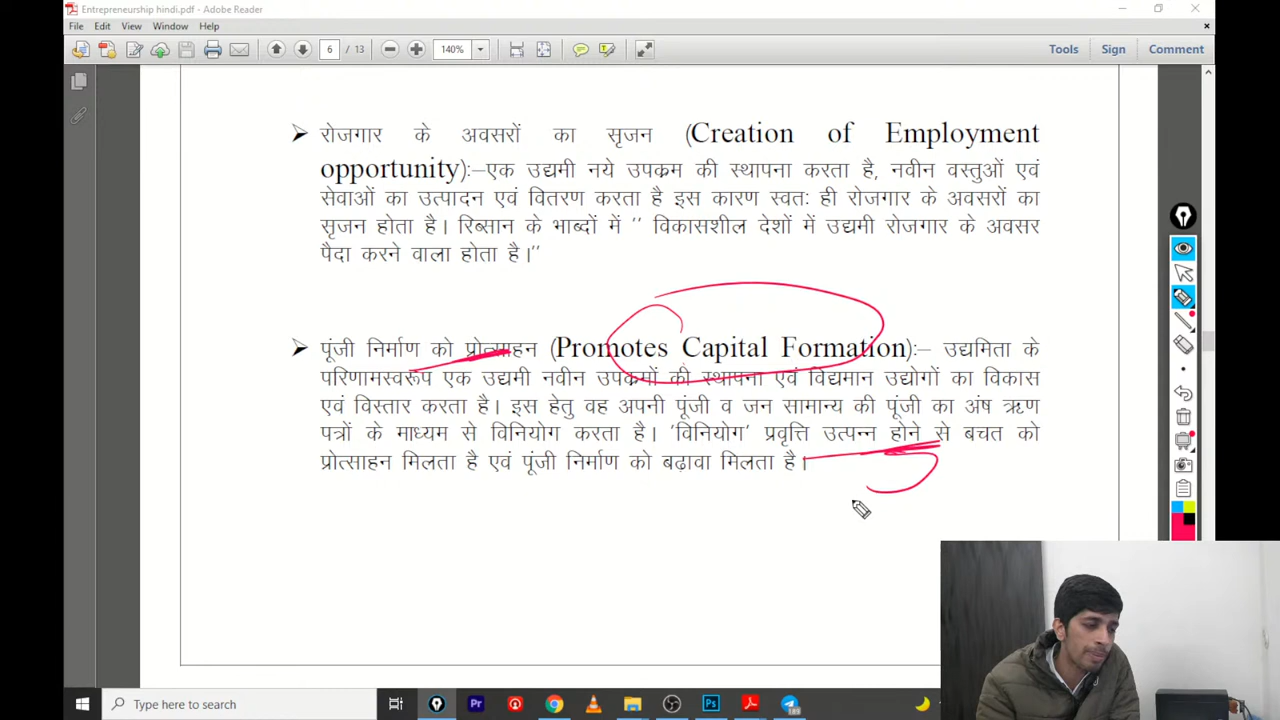 Entrepreneurship hindi.pdf - Adobe Reader
File Edit View Window Help
6 / 13 140% Tools Sign Comment
रोजगार के अवसरों का सृजन (Creation of Employment
opportunity):–एक उद्यमी नये उपकम की स्थापना करता है, नवीन वस्तुओं एवं
सेवाओं का उत्पादन एवं वितरण करता है इस कारण स्वतः ही रोजगार के अवसरों का
सृजन होता है। रिब्सान के भाब्दों में '' विकासशील देशों में उद्यमी रोजगार के अवसर
पैदा करने वाला होता है।''
पूंजी निर्माण को प्रोत्साहन (Promotes Capital Formation):– उद्यमिता के
परिणामस्वरूप एक उद्यमी नवीन उपकमों की स्थापना एवं विद्यमान उद्योगों का विकास
एवं विस्तार करता है। इस हेतु वह अपनी पूंजी व जन सामान्य की पूंजी का अंष ऋण
पत्रों के माध्यम से विनियोग करता है। 'विनियोग' प्रवृत्ति उत्पन्न होने से बचत को
प्रोत्साहन मिलता है एवं पूंजी निर्माण को बढ़ावा मिलता है।
Type here to search